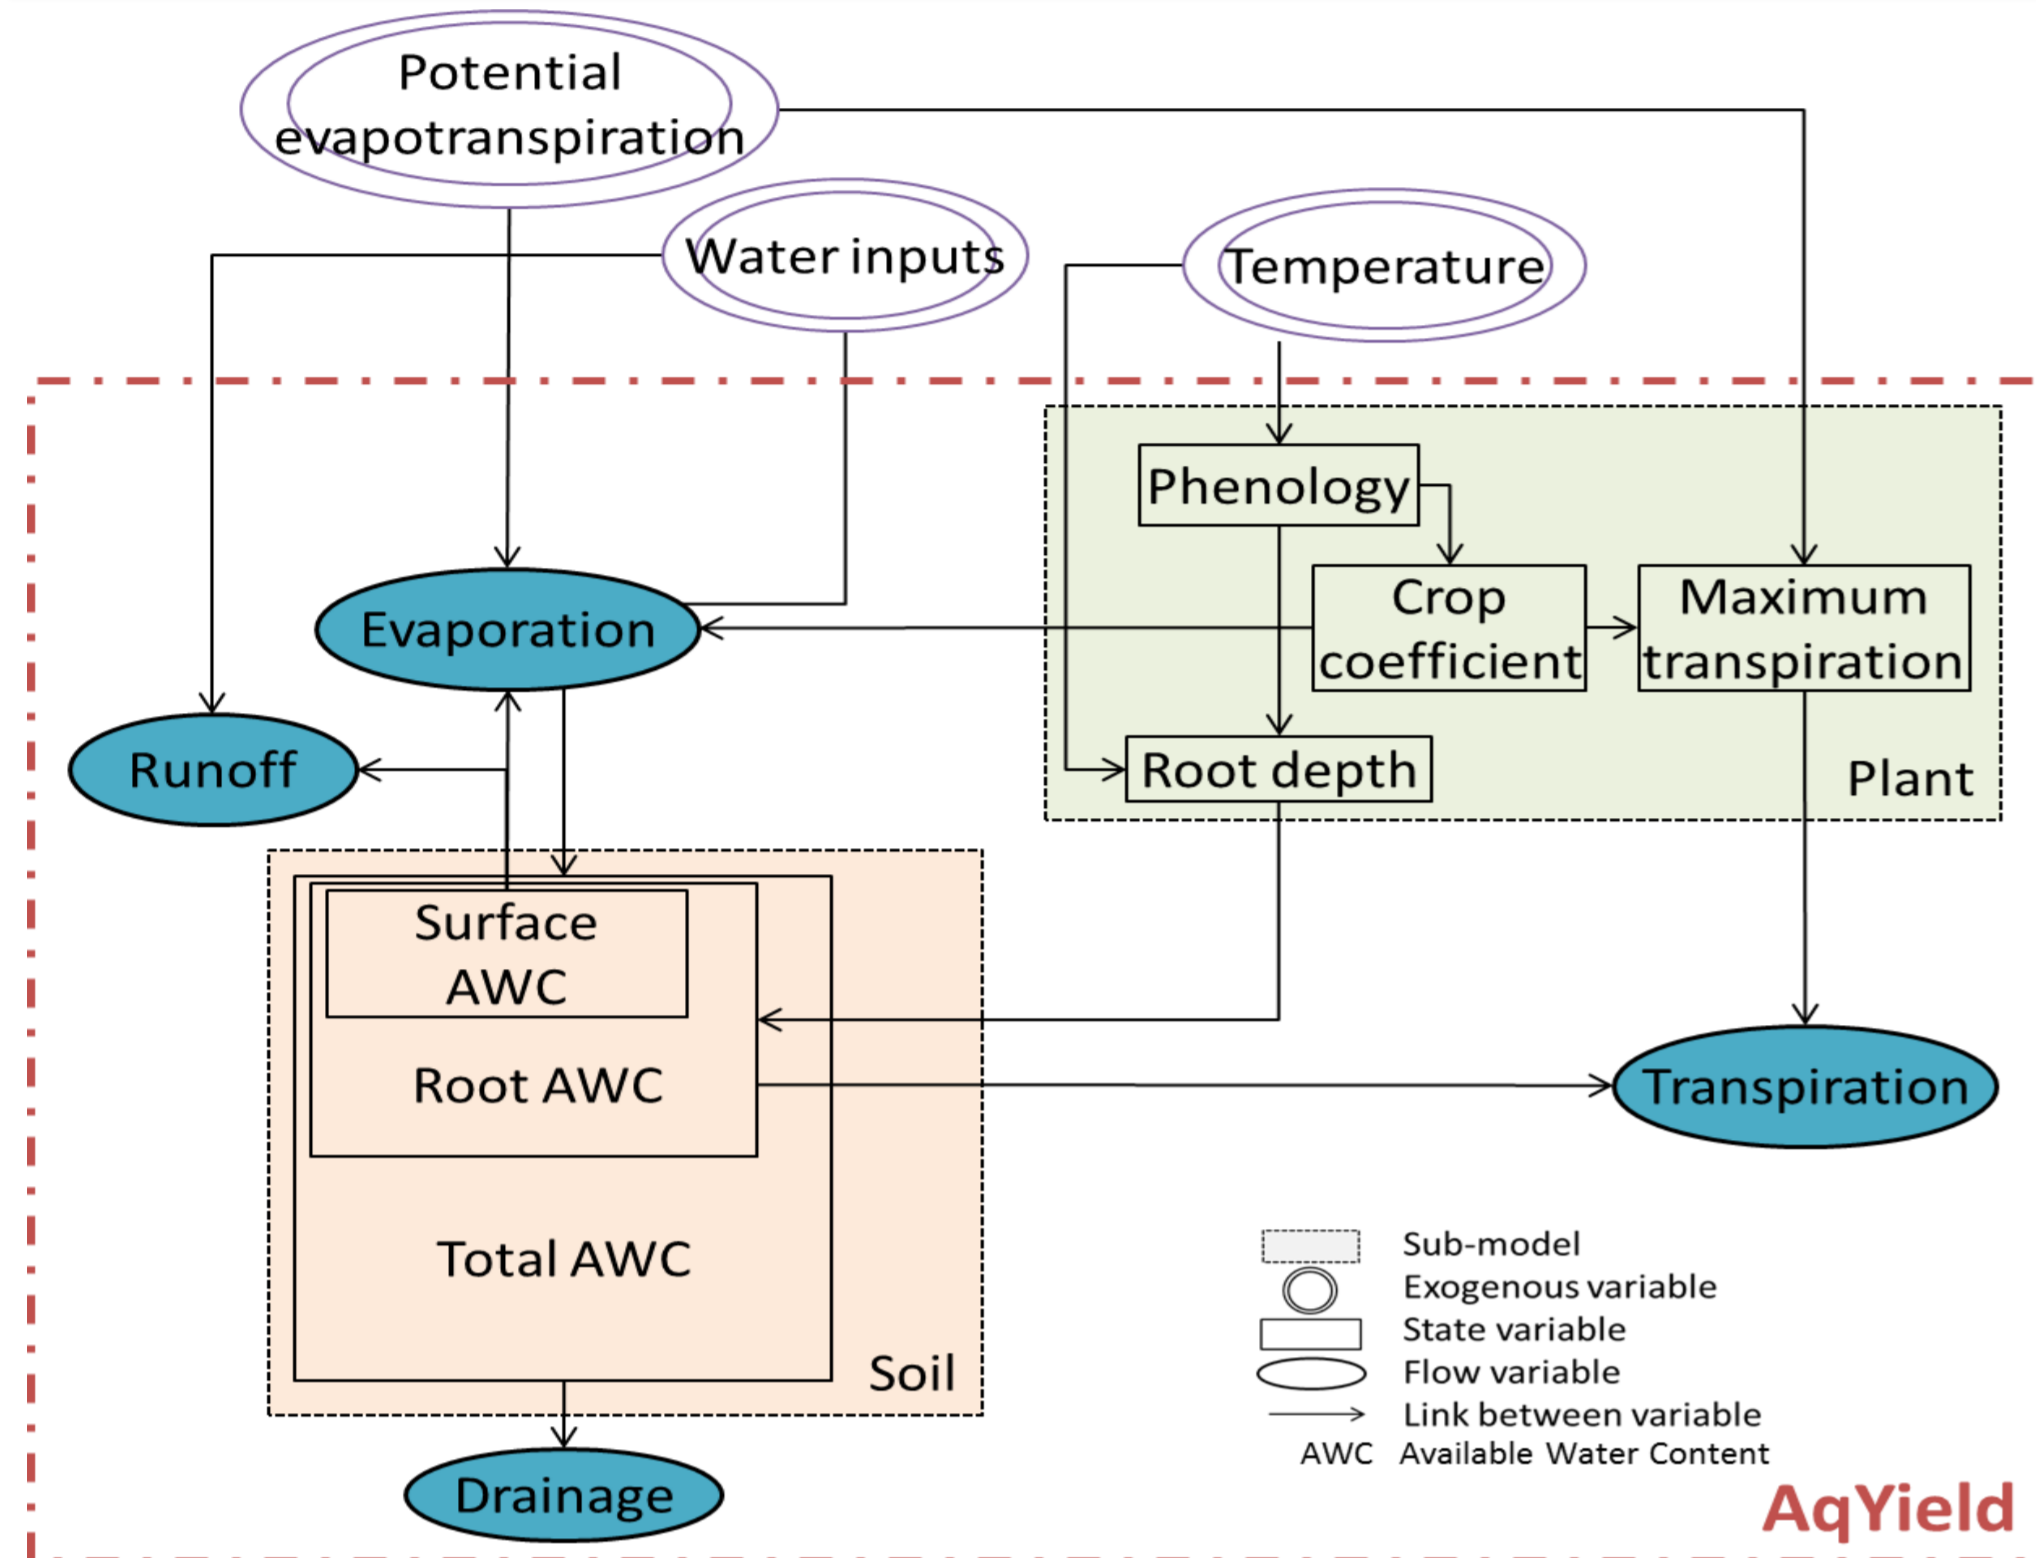 Potential
evapotranspiration
Water inputs
Temperature
Phenology
Crop
coefficient
Maximum
transpiration
Evaporation
Runoff
Root depth
Plant
Surface
AWC
Root AWC
Transpiration
Total AWC
Soil
Drainage
Sub-model
Exogenous variable
State variable
Flow variable
Link between variable
AWC Available Water Content
AqYield